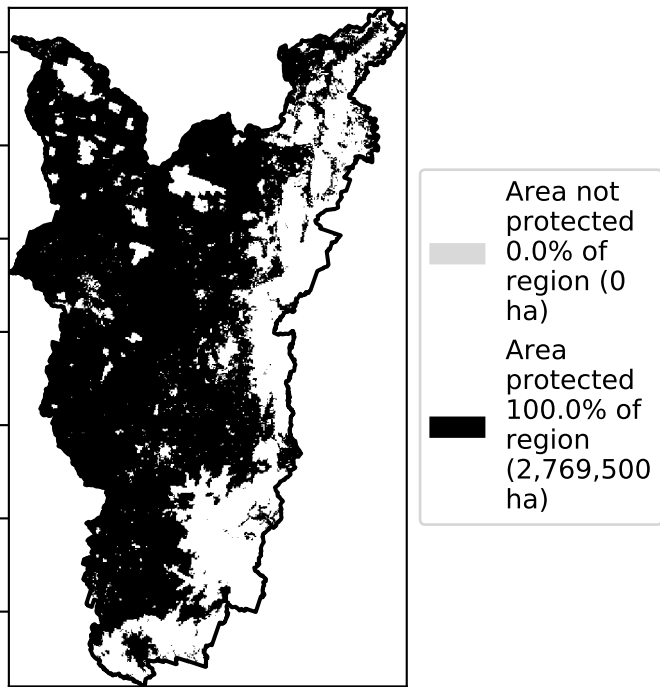 Area not
protected
0.0% of
region (0
ha)
Area
protected
100.0% of
region
(2,769,500
ha)